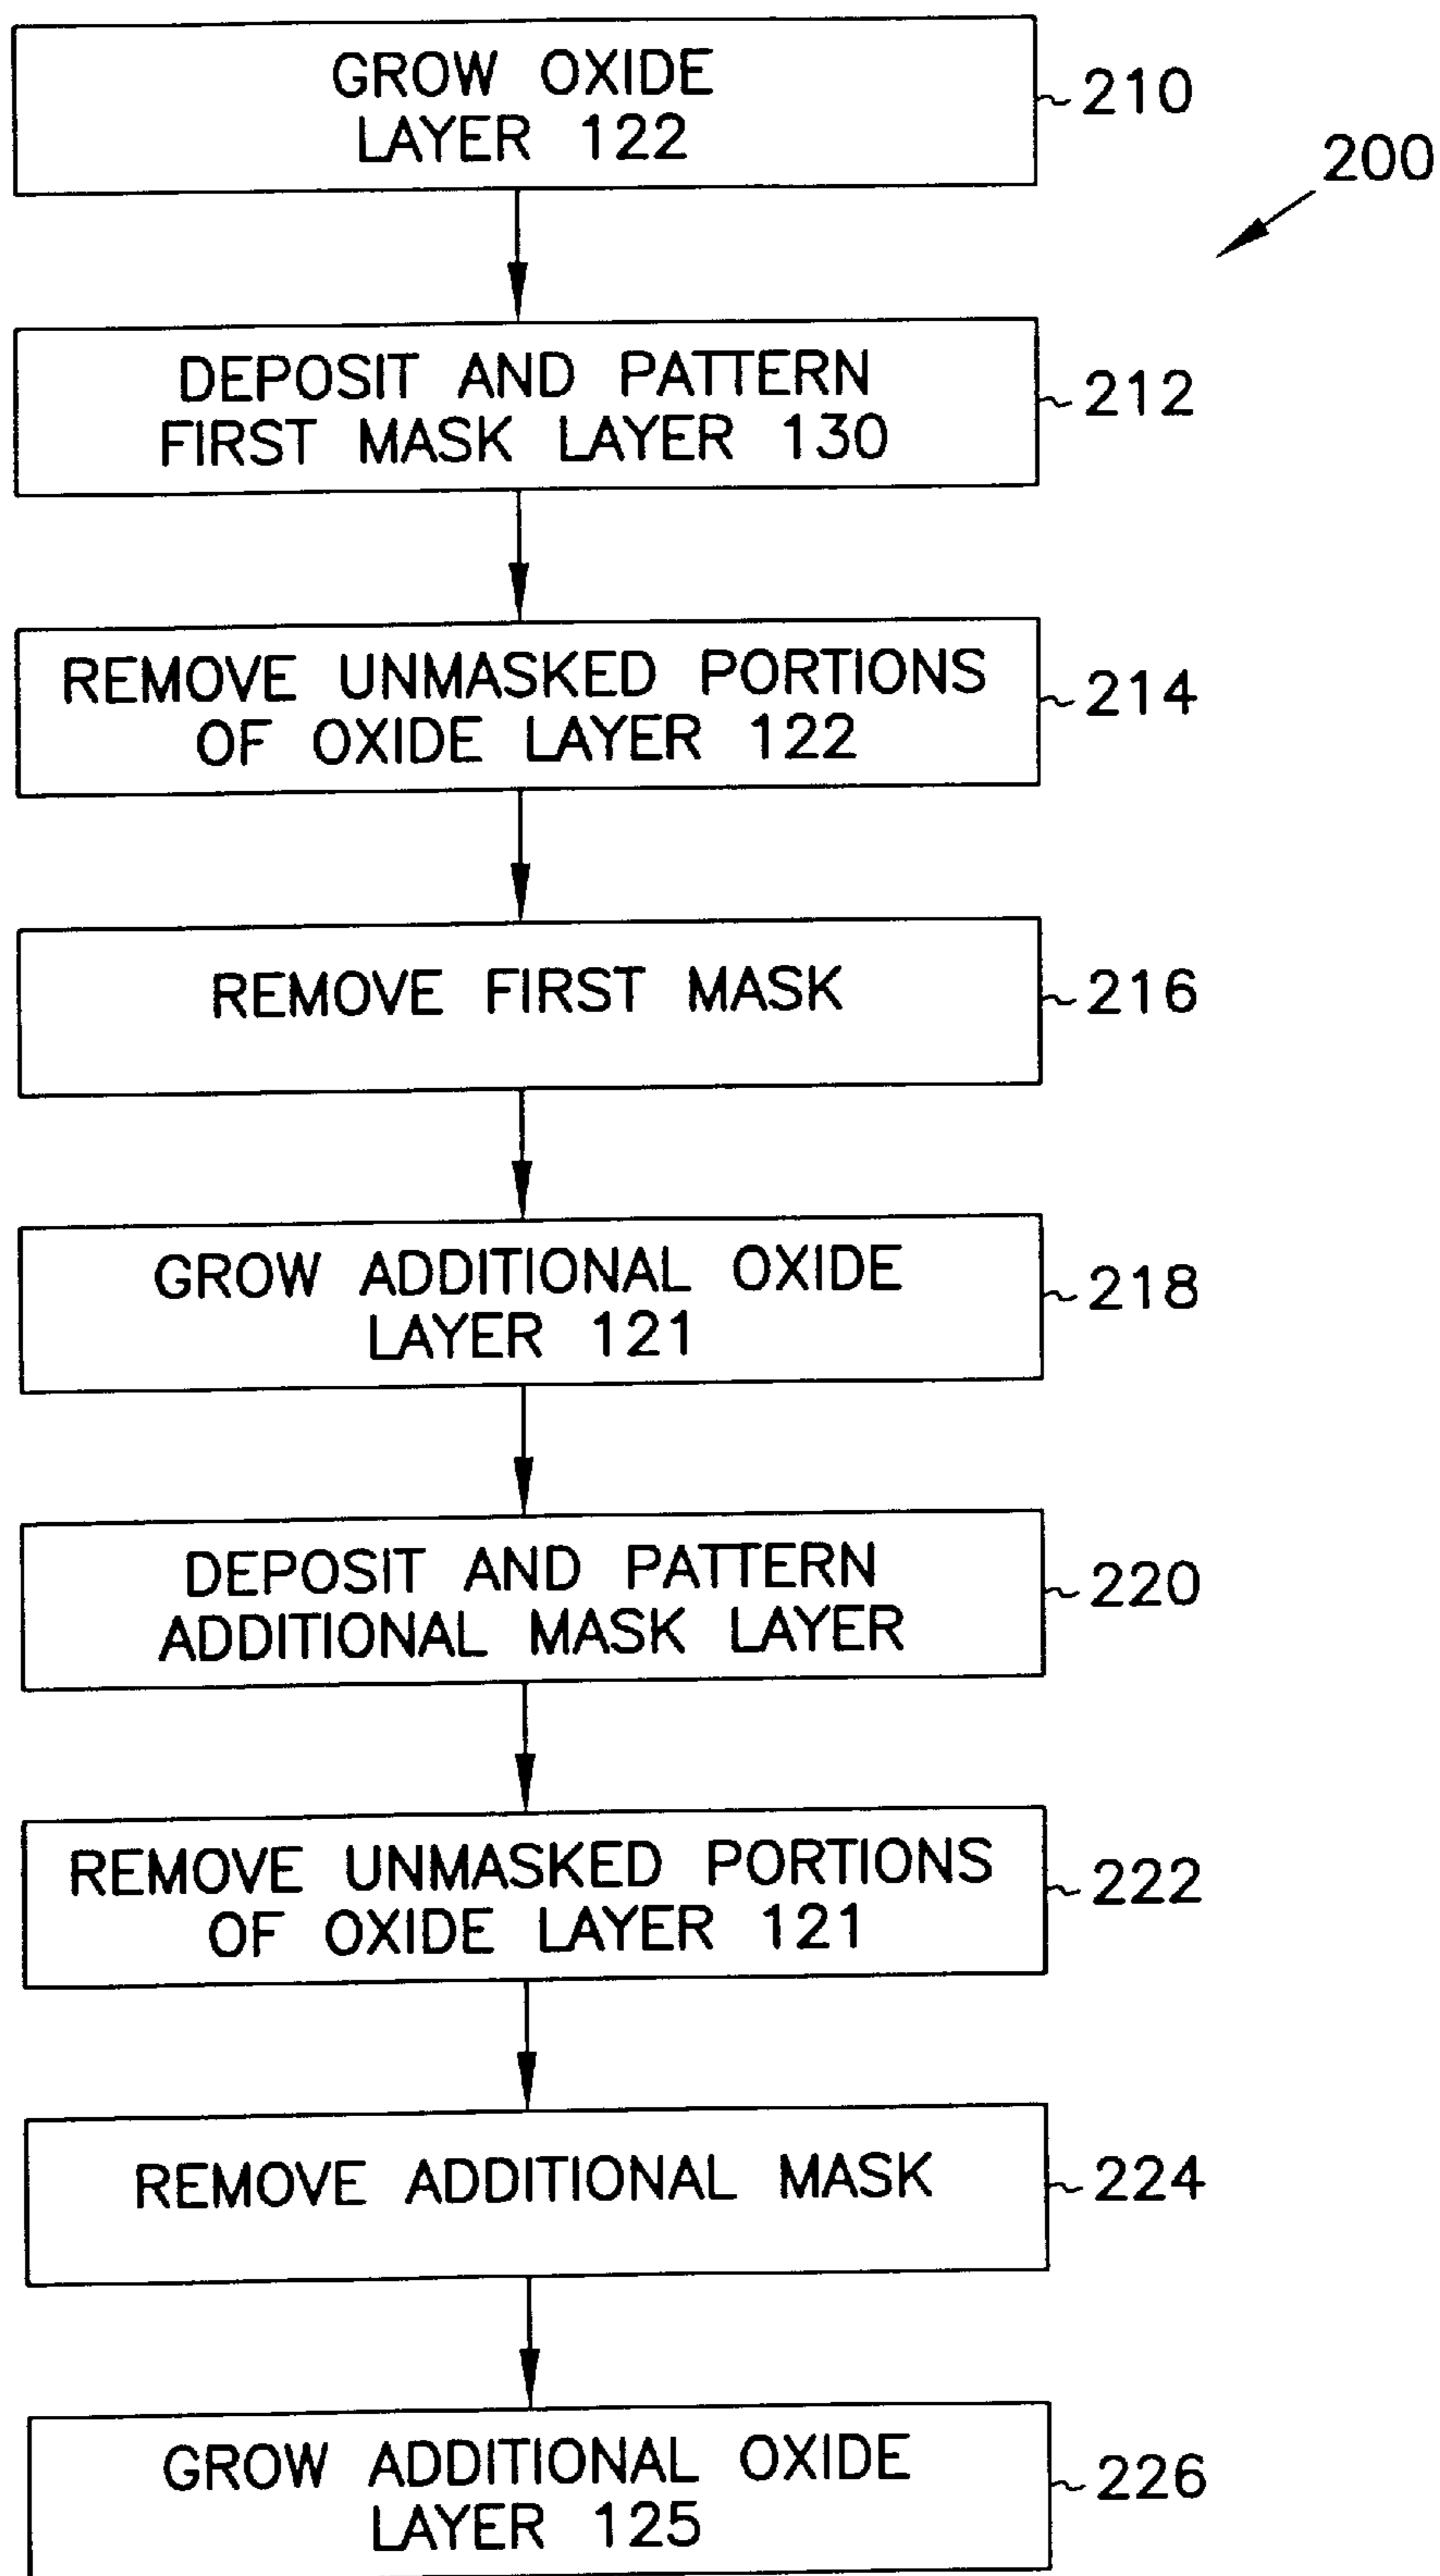 GROW OXIDE
LAYER 122
210
200
DEPOSIT AND PATTERN
FIRST MASK LAYER 130
212
REMOVE UNMASKED PORTIONS
OF OXIDE LAYER 122
214
REMOVE FIRST MASK
216
GROW ADDITIONAL OXIDE
LAYER 121
218
DEPOSIT AND PATTERN
ADDITIONAL MASK LAYER
220
REMOVE UNMASKED PORTIONS
OF OXIDE LAYER 121
222
REMOVE ADDITIONAL MASK
224
GROW ADDITIONAL OXIDE
LAYER 125
226